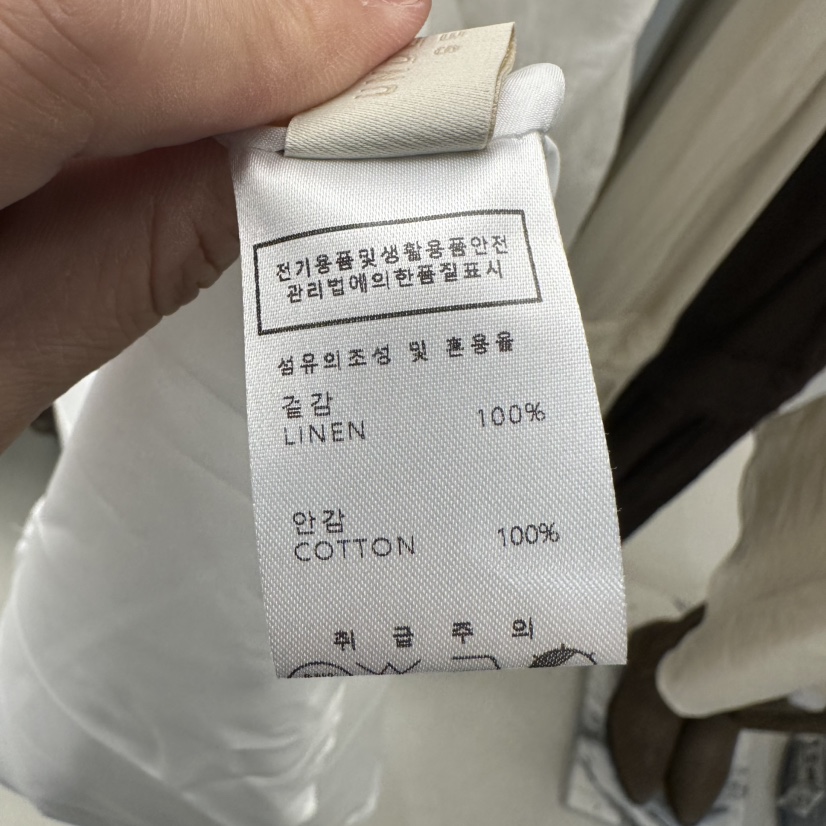 전기용품및생활용품안전
관리법에의한품질표시
섬유의조성 및 혼용율
겉감
LINEN 100%
안감
COTTON 100%
취 급 주 의